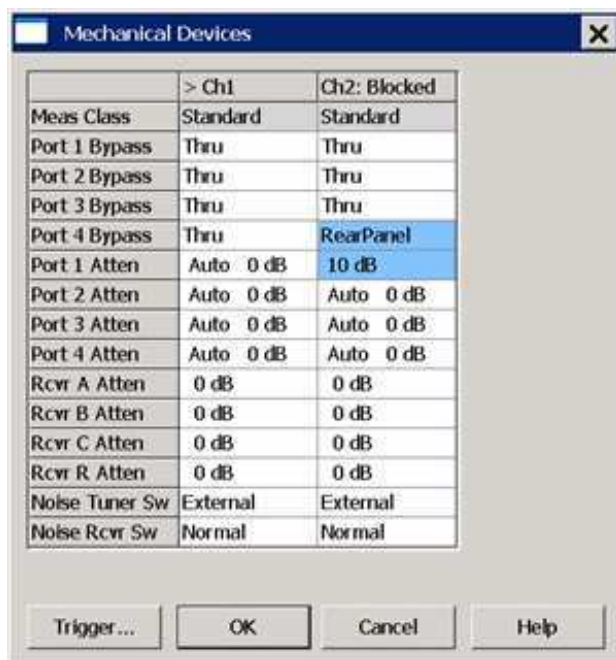 Mechanical Devices
> Ch1 Ch2: Blocked
Meas Class Standard Standard
Port 1 Bypass Thru Thru
Port 2 Bypass Thru Thru
Port 3 Bypass Thru Thru
Port 4 Bypass Thru RearPanel
Port 1 Atten Auto 0 dB 10 dB
Port 2 Atten Auto 0 dB Auto 0 dB
Port 3 Atten Auto 0 dB Auto 0 dB
Port 4 Atten Auto 0 dB Auto 0 dB
Rcvr A Atten 0 dB 0 dB
Rcvr B Atten 0 dB 0 dB
Rcvr C Atten 0 dB 0 dB
Rcvr R Atten 0 dB 0 dB
Noise Tuner Sw External External
Noise Rcvr Sw Normal Normal
Trigger... OK Cancel Help